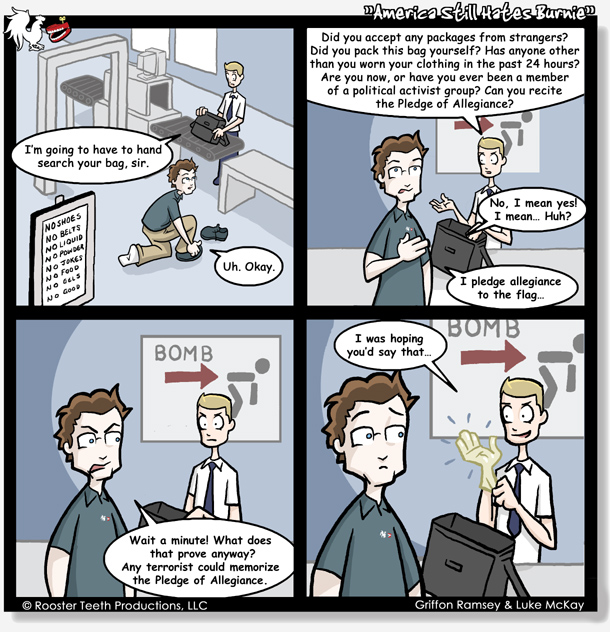 "America Still Hates Burnie"
I'm going to have to hand
search your bag, sir.
NO SHOES
NO BELTS
NO LIQUID
NO POWDER
NO JOKES
NO FOOD
NO GELS
NO GOOD
Uh. Okay.
Did you accept any packages from strangers?
Did you pack this bag yourself? Has anyone other
than you worn your clothing in the past 24 hours?
Are you now, or have you ever been a member
of a political activist group? Can you recite
the Pledge of Allegiance?
No, I mean yes!
I mean... Huh?
I pledge allegiance
to the flag...
BOMB
Wait a minute! What does
that prove anyway?
Any terrorist could memorize
the Pledge of Allegiance.
BOMB
I was hoping
you'd say that...
© Rooster Teeth Productions, LLC
Griffon Ramsey & Luke McKay